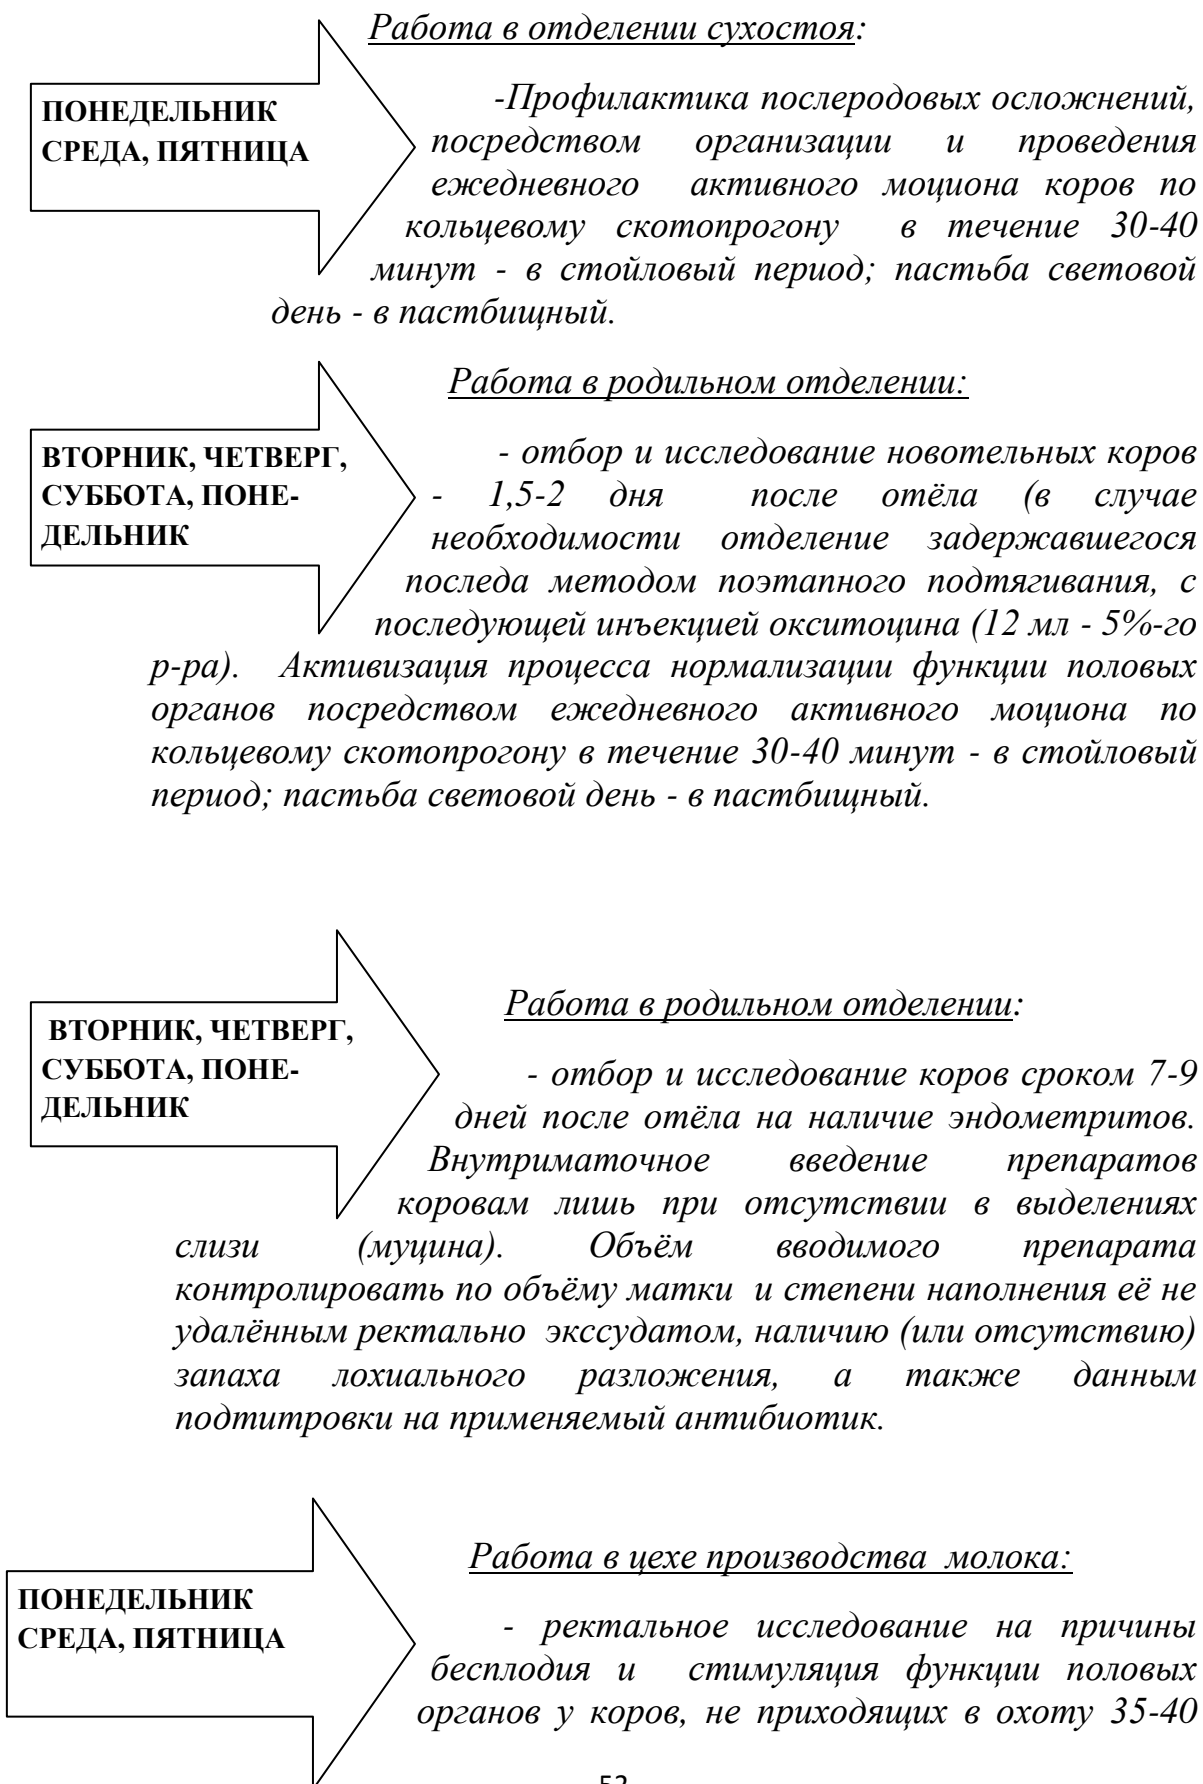 Работа в отделении сухостоя:
ПОНЕДЕЛЬНИК
СРЕДА, ПЯТНИЦА
-Профилактика послеродовых осложнений,
посредством организации и проведения
ежедневного активного моциона коров по
кольцевому скотопрогону в течение 30-40
минут - в стойловый период; пастьба световой
день - в пастбищный.
Работа в родильном отделении:
ВТОРНИК, ЧЕТВЕРГ,
СУББОТА, ПОНЕ-
ДЕЛЬНИК
- отбор и исследование новотельных коров
- 1,5-2 дня после отёла (в случае
необходимости отделение задержавшегося
последа методом поэтапного подтягивания, с
последующей инъекцией окситоцина (12 мл - 5%-го
р-ра). Активизация процесса нормализации функции половых
органов посредством ежедневного активного моциона по
кольцевому скотопрогону в течение 30-40 минут - в стойловый
период; пастьба световой день - в пастбищный.
Работа в родильном отделении:
ВТОРНИК, ЧЕТВЕРГ,
СУББОТА, ПОНЕ-
ДЕЛЬНИК
- отбор и исследование коров сроком 7-9
дней после отёла на наличие эндометритов.
Внутриматочное введение препаратов
коровам лишь при отсутствии в выделениях
слизи (муцина). Объём вводимого препарата
контролировать по объёму матки и степени наполнения её не
удалённым ректально экссудатом, наличию (или отсутствию)
запаха лохиального разложения, а также данным
подтитровки на применяемый антибиотик.
Работа в цехе производства молока:
ПОНЕДЕЛЬНИК
СРЕДА, ПЯТНИЦА
- ректальное исследование на причины
бесплодия и стимуляция функции половых
органов у коров, не приходящих в охоту 35-40